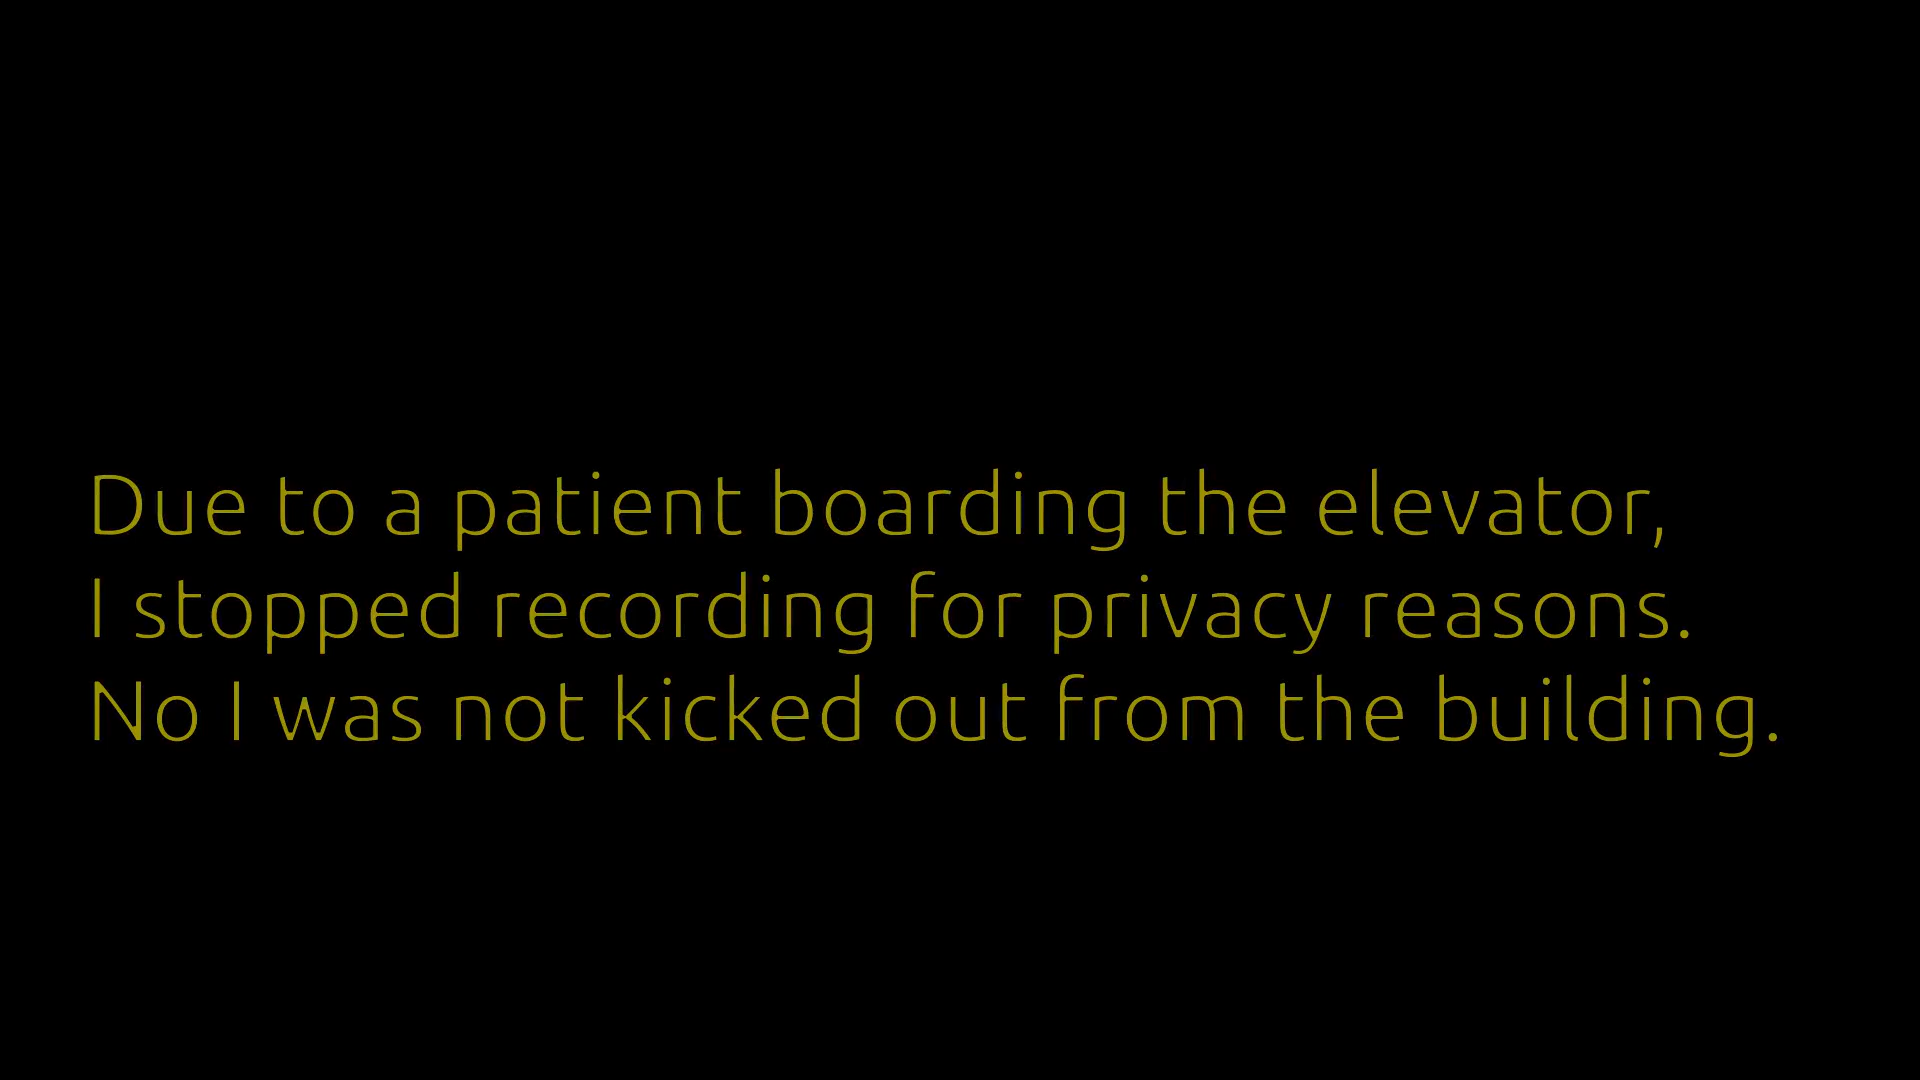 Due to a patient boarding the elevator,
I stopped recording for privacy reasons.
No I was not kicked out from the building.